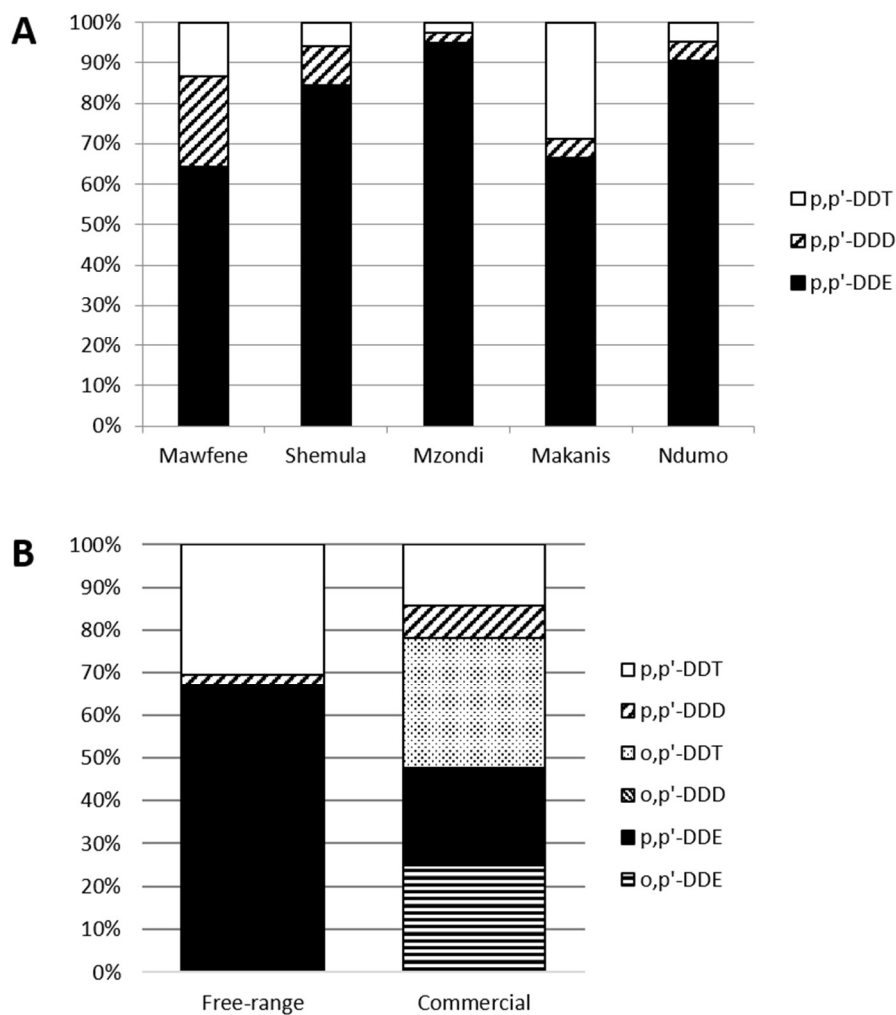 A
100%
90%
80%
70%
60%
50%
40%
30%
20%
10%
0%
Mawfene Shemula Mzondi Makanis Ndumo
p,p'-DDT
p,p'-DDD
p,p'-DDE
B
100%
90%
80%
70%
60%
50%
40%
30%
20%
10%
0%
Free-range Commercial
p,p'-DDT
p,p'-DDD
o,p'-DDT
o,p'-DDD
p,p'-DDE
o,p'-DDE